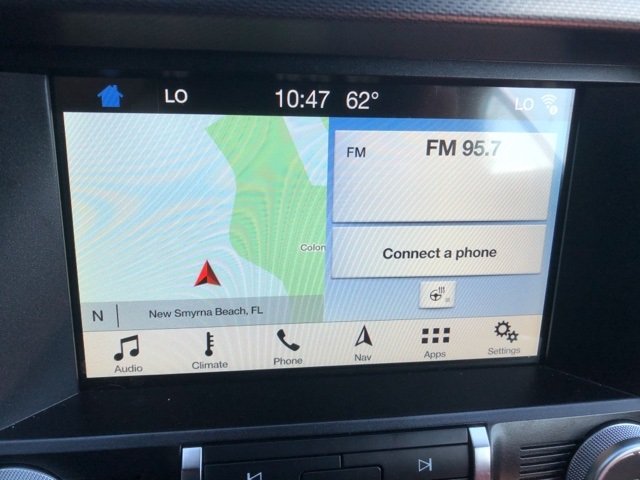 LO 10:47 62° LO
FM FM 95.7
Colon
Connect a phone
N New Smyrna Beach, FL
Audio Climate Phone Nav Apps Settings